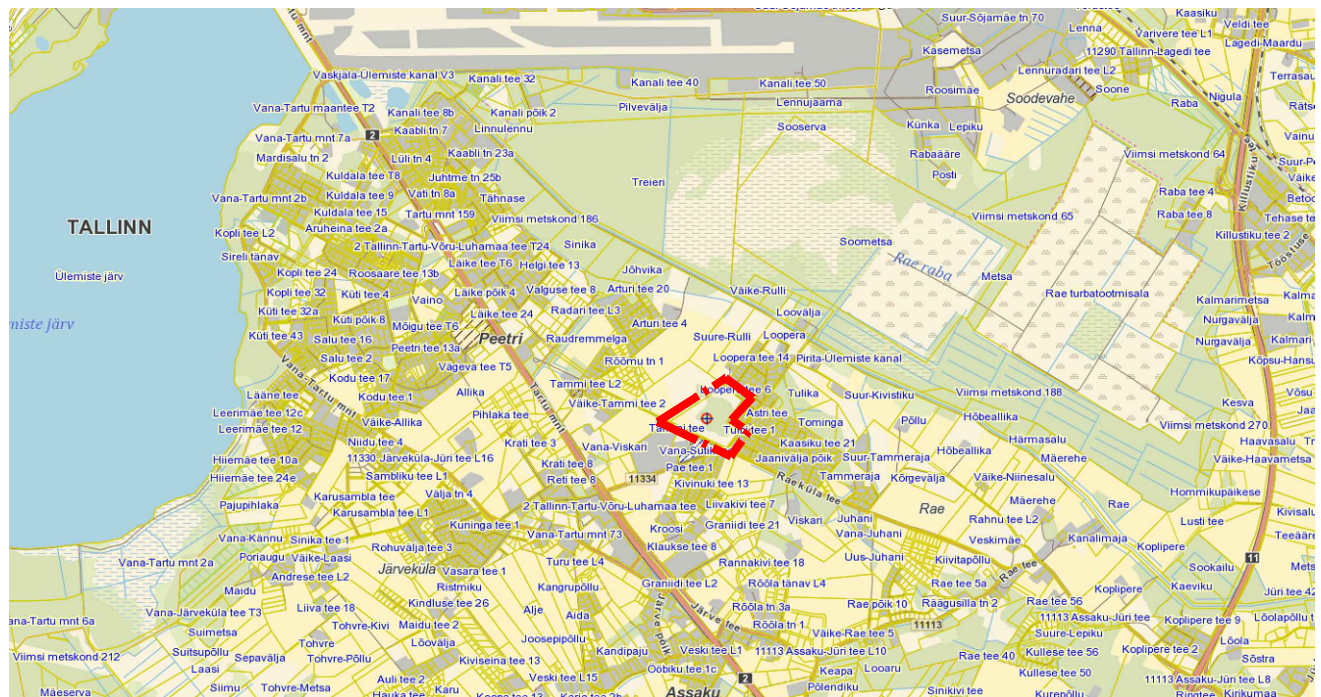 Suur-Sõjamäe tn 70
Kaasiku
Veldi tee
Lenna
Varivere tee L1
Kasemetsa
Lagedi-Maardu
11290 Tallinn-Lagedi tee
Vaskjala-Ülemiste kanal V3
Kanali tee 32
Kanali tee 40
Kanali tee 50
Lennuradari tee L2
Roosimäe
Soone
Soodevahe
Raba
Nigula
Vana-Tartu maantee T2
Kanali tee 8b
Kanali põik 2
Pilvevälja
Lennujaama
Kaabli tn 7
Linnulennu
Sooserva
Künka
Lepiku
Vana-Tartu mnt 7a
2
Mardisalu tn 2
Lüli tn 4
Kaabli tn 23a
Rabaääre
Viimsi metskond 64
Kuldala tee T8
Juhtme tn 25b
Posti
Treieri
Vana-Tartu mnt 2b
Kuldala tee 9
Vati tn 8a
Tähnase
Raba tee 4
Kuldala tee 15
Tartu mnt 159
Viimsi metskond 186
Viimsi metskond 65
Raba tee 8
TALLINN
Kopli tee L2
Aruheina tee 2a
Killustiku tee 2
Killustiku tee
Sireli tänav
2 Tallinn-Tartu-Võru-Luhamaa tee T24
Sinika
Soometsa
Tööstuse
Kopli tee 24
Roosaare tee 13b
Läike tee T6
Helgi tee 13
Jõhvika
Rae raba
Metsa
Ülemiste järv
Kopli tee 32
Küti tee 4
Vaino
Läike põik 4
Valguse tee 8
Arturi tee 20
Väike-Rulli
Rae turbatootmisala
Kalmarimetsa
Küti tee 32a
Küti põik 8
Läike tee 24
Radari tee L3
Arturi tee 4
Loovälja
Nurgavälja
Küti tee 43
Salu tee 16
Mõigu tee T6
Peetri
Raudremmelga
Suure-Rulli
Loopera
Nurgavälja
Salu tee 2
Peetri tee 13a
Rõõmu tn 1
Loopera tee 14
Pirita-Ülemiste kanal
Kõpsu-Hansu
Vana-Tartu mnt
Kodu tee 17
Vägeva tee T5
Tammi tee L2
Loopera tee 6
Tulika
Viimsi metskond 188
Lääne tee
Kodu tee 1
Allika
Tartu mnt
Väike-Tammi tee 2
Suur-Kivistiku
Kesva
Leerimäe tee 12c
Pihlaka tee
Astri tee
Hõbeallika
Leerimäe tee 12
Väike-Allika
Tammi tee
Tuleri tee 1
Tominga
Põllu
Viimsi metskond 270
Niidu tee 4
Krati tee 3
Vana-Viskari
Kaasiku tee 21
Härmasalu
Haavasalu
Hiiemäe tee 10a
11330 Järveküla-Jüri tee L16
Krati tee 8
Jaanivälja põik
Suur-Tammeraja
Hõbeallika
Mäerehe
Väike-Haavametsa
Hiiemäe tee 24e
Sambliku tee L1
Reti tee 8
11334
Pae tee 1
Raeküla tee
Tammeraja
Kõrgevälja
Väike-Niinesalu
Pajupihlaka
Karusambla tee
Välja tn 4
Kivinuki tee 13
Hommikupäikese
Karusambla tee L1
2 Tallinn-Tartu-Võru-Luhamaa tee
Liivakivi tee 7
Rae
Mäerehe
Rae
Vana-Kännu
Sinika tee 1
Kuninga tee 1
Kroosi
Graniidi tee 21
Viskari
Juhani
Rahnu tee L2
Lusti tee
Poriaugu
Väike-Laasi
Rohuvälja tee 3
Vana-Tartu mnt 73
Klaukse tee 8
Vana-Juhani
Veskimäe
Kanalimaja
Koplipere
Vana-Tartu mnt 2a
Andrese tee L2
Järveküla
Vasara tee 1
Turu tee L4
Rannakivi tee 18
Uus-Juhani
Kiivitapõllu
Rae tee
11
Sookailu
Maidu
Ristmiku
Kangrupõllu
Graniidi tee L2
Rööla tänav L4
Rae tee 5a
Koplipere
Kaeviku
Vana-Järveküla tee T3
Liiva tee 18
Kindluse tee 26
Alje
Aida
Järve põik
Järve tee
Rööla tn 3a
Rae põik 10
Räägusilla tn 2
Rae tee 56
Vana-Tartu mnt 6a
Suimetsa
Tohvre-Kivi
Maidu tee 2
Rööla tn 1
Väike-Rae tee 5
11113
11113 Assaku-Jüri tee
Koplipere tee 9
Suitsupõllu
Tohvre
Lõovälja
Joosepipõllu
Suure-Lepiku
Lõola
Viimsi metskond 212
Sepavälja
Tohvre-Põllu
Kiviseina tee 13
Kandipaju
Veski tee L1
11113 Assaku-Jüri tee L10
Rae tee 40
Kullese tee 56
Koplipere tee 2
Laasi
Ööbiku tee 1c
Keapa
Looaru
Kullese tee 50
Sõstra
Mäeserva
Siimu
Tohvre-Metsa
Auli tee 2
Karu
Veski tee L15
Assaku
2
Põlendiku
Sinikivi tee
Kurepõllu
11113 Assaku-Jüri tee L8